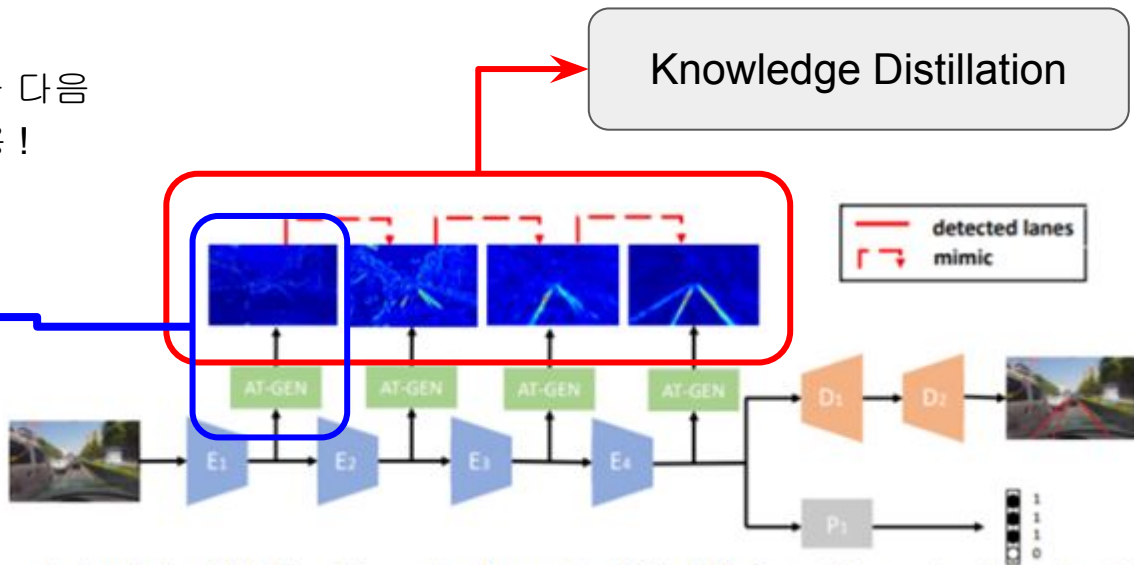 Knowledge Distillation
다음
!
detected lanes
mimic
AT-GEN
AT-GEN
AT-GEN
AT-GEN
E1
E2
E3
E4
D1
D2
P1
1
1
1
0